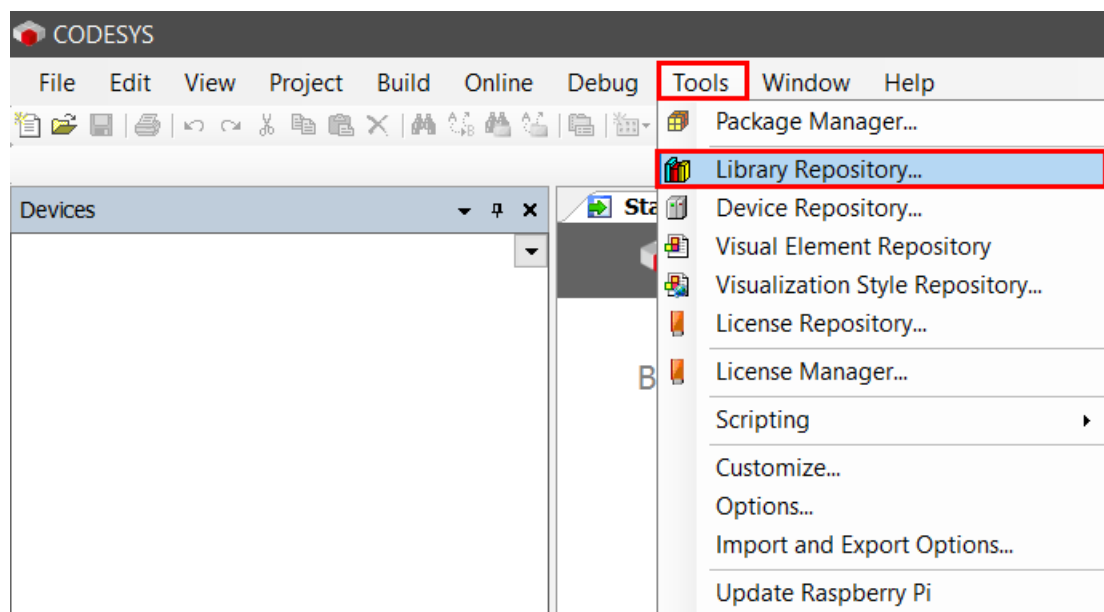 CODESYS
File Edit View Project Build Online Debug Tools Window Help
Package Manager...
Library Repository...
Devices
Sta
Device Repository...
Visual Element Repository
Visualization Style Repository...
License Repository...
B
License Manager...
Scripting
Customize...
Options...
Import and Export Options...
Update Raspberry Pi